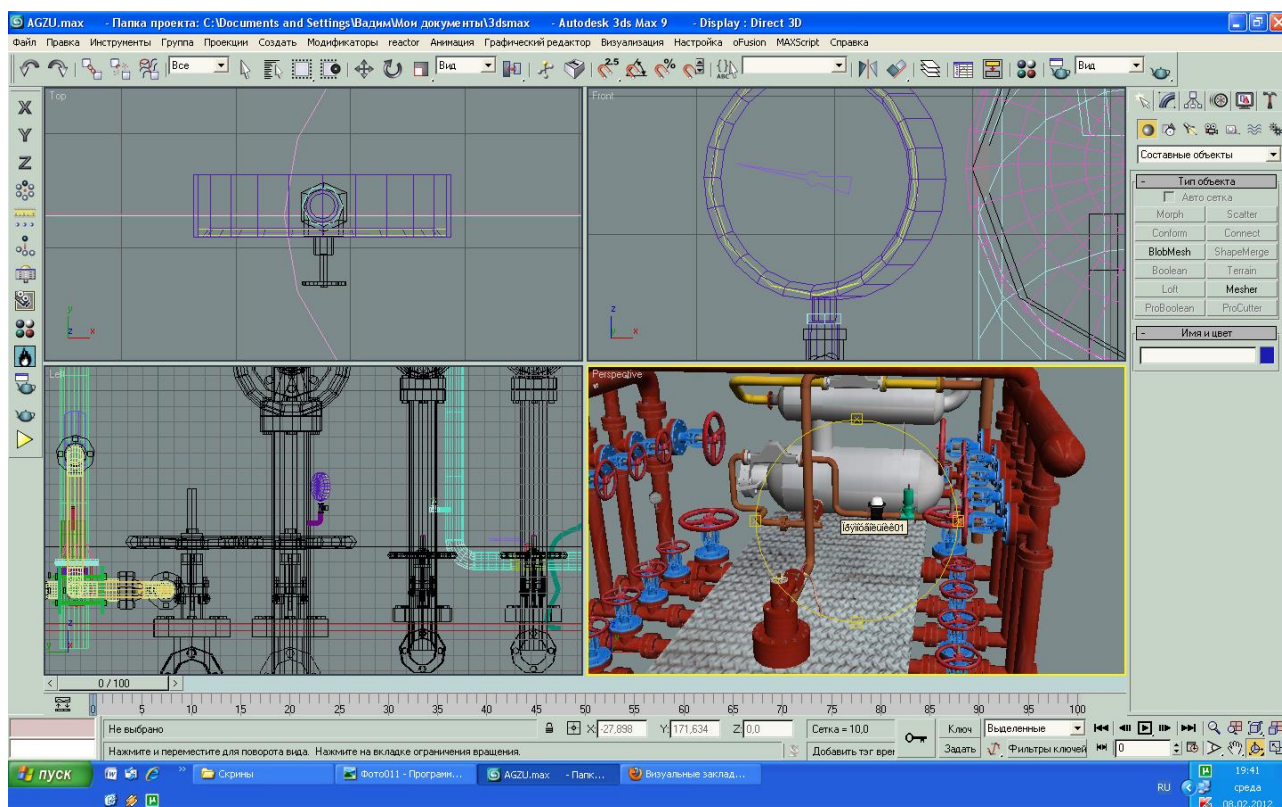 AGZU.max - Папка проекта: C:\Documents and Settings\Вадим\Мои документы\3dsmax - Autodesk 3ds Max 9 - Display : Direct 3D
Файл Правка Инструменты Группа Проекции Создать Модификаторы reactor Анимация Графический редактор Визуализация Настройка oFusion MAXScript Справка
Все Вид 2.5 Вид
X
Y
Z
Top
Front
Left
Perspective
Составные объекты
Тип объекта
Авто сетка
Morph Scatter
Conform Connect
BlobMesh ShapeMerge
Boolean Terrain
Loft Mesher
ProBoolean ProCutter
Имя и цвет
0 / 100
0 5 10 15 20 25 30 35 40 45 50 55 60 65 70 75 80 85 90 95 100
Не выбрано X: -27,898 Y: 171,634 Z: 0,0 Сетка = 10,0 Ключ Выделенные
Нажмите и переместите для поворота вида. Нажмите на вкладке ограничения вращения. Добавить тэг врег Задать Фильтры ключей 0
пуск Скрины Фото011 - Програмн... AGZU.max - Папк... Визуальные заклад... RU 19:41
среда
08.02.2012